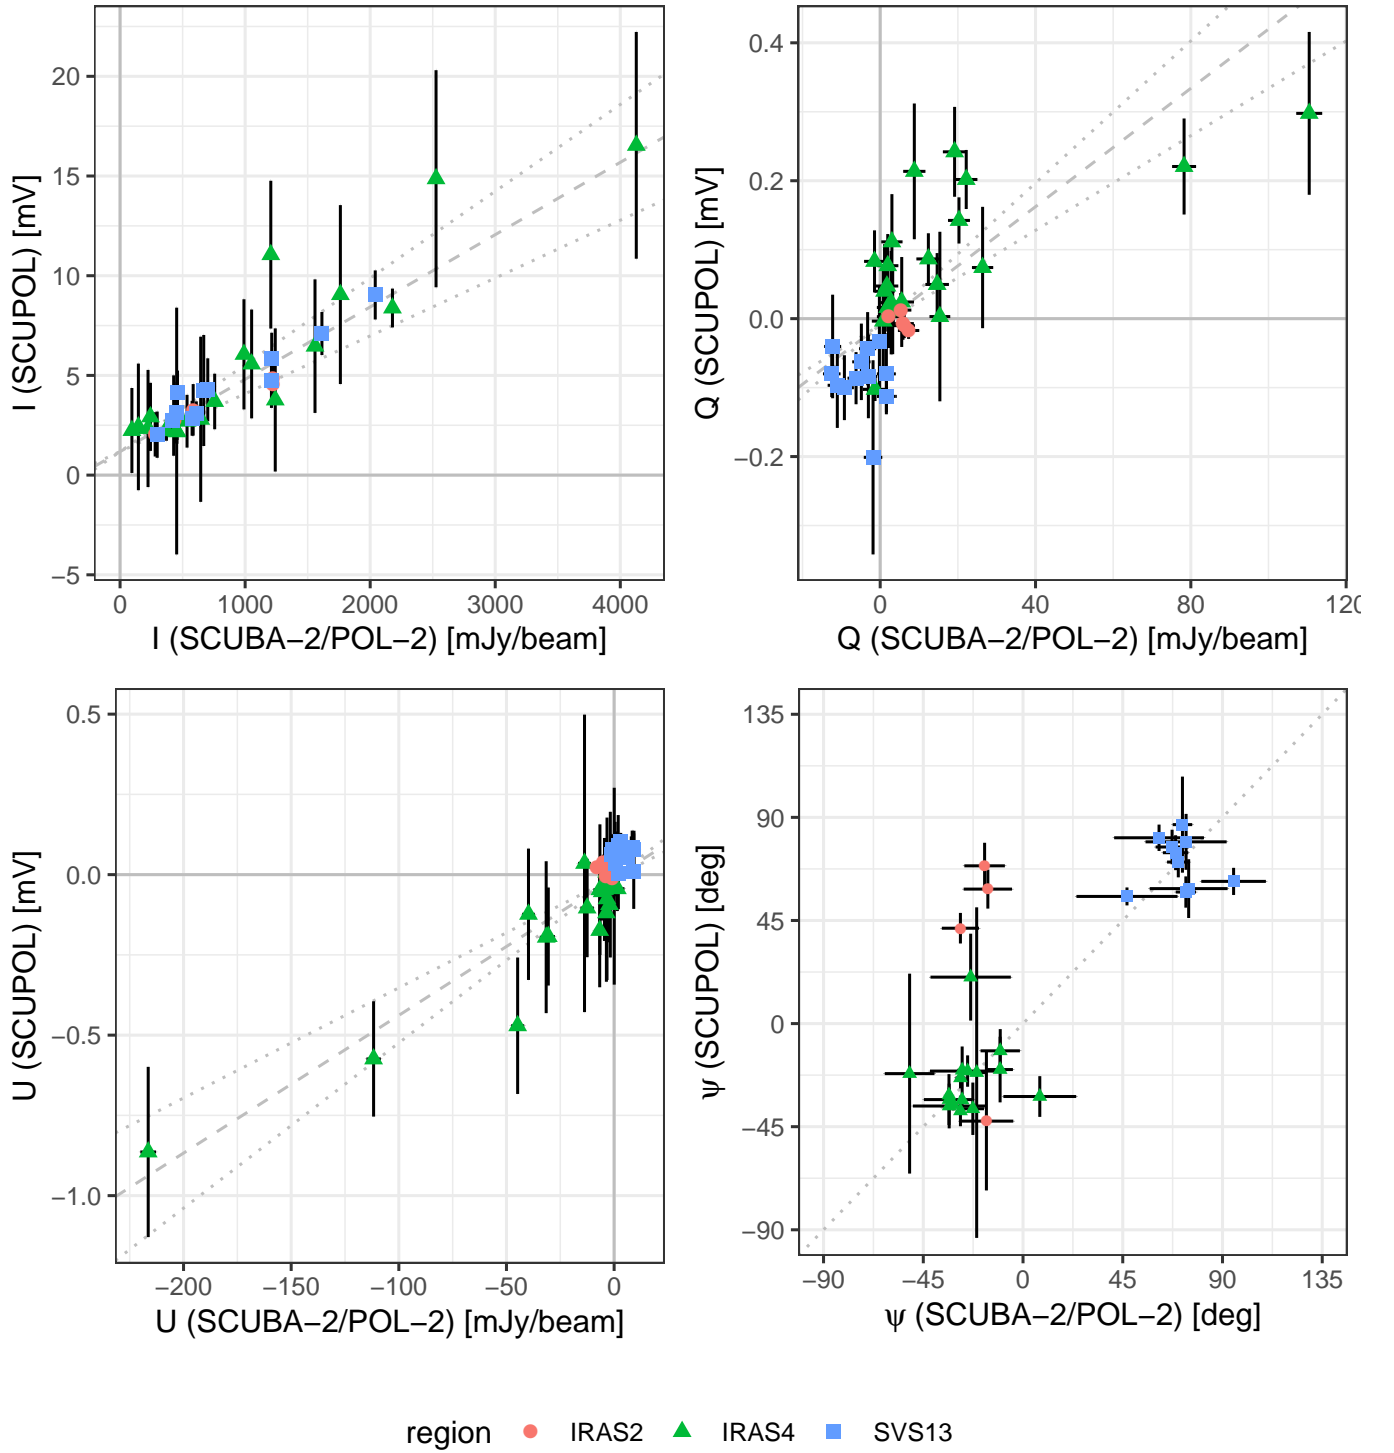 20
15
10
5
0
−5
0 1000 2000 3000 4000
I (SCUPOL) [mV]
I (SCUBA−2/POL−2) [mJy/beam]
0.4
0.2
0.0
−0.2
0 40 80 120
Q (SCUPOL) [mV]
Q (SCUBA−2/POL−2) [mJy/beam]
0.5
0.0
−0.5
−1.0
−200 −150 −100 −50 0
U (SCUPOL) [mV]
U (SCUBA−2/POL−2) [mJy/beam]
135
90
45
0
−45
−90
−90 −45 0 45 90 135
ψ (SCUPOL) [deg]
ψ (SCUBA−2/POL−2) [deg]
region IRAS2 IRAS4 SVS13